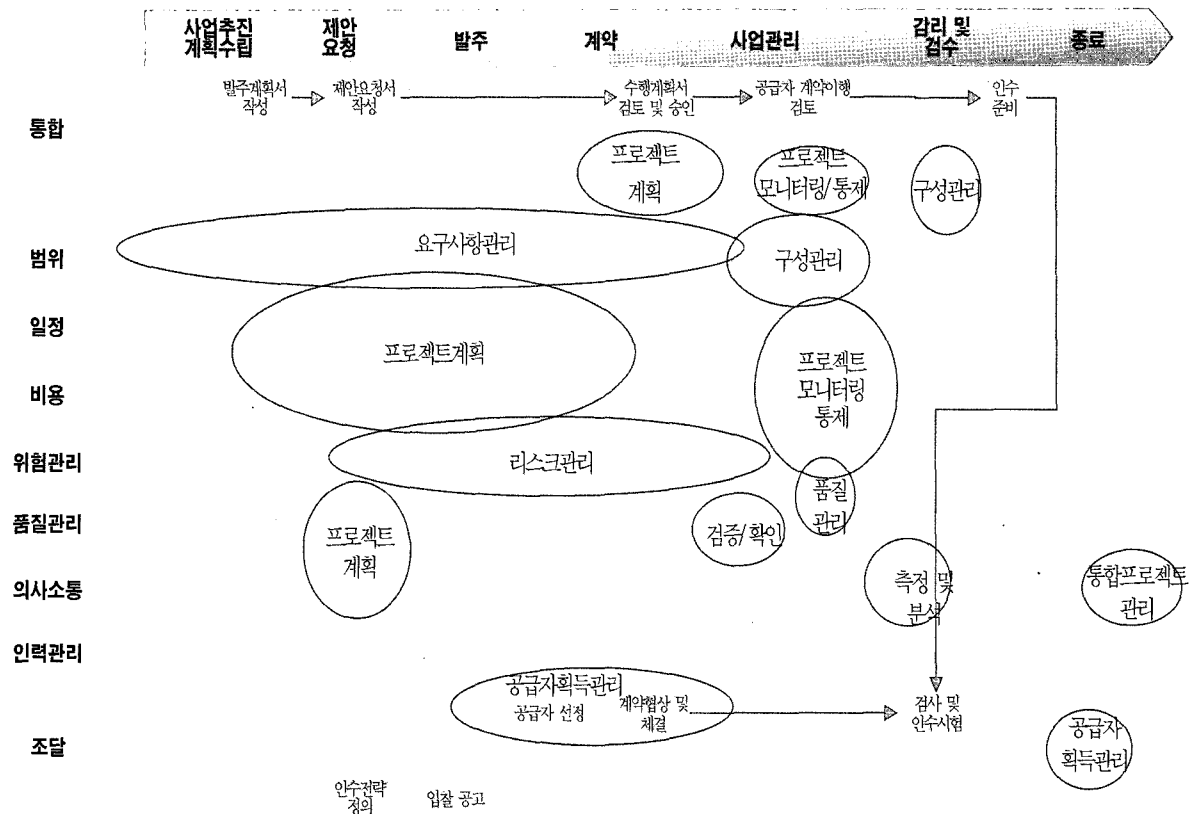 사업추진
계획수립
제안
요청
발주
계약
사업관리
감리 및
검수
종료
발주계획서
작성
제안요청서
작성
수행계획서
검토 및 승인
공급자 계약이행
검토
인수
준비
통합
프로젝트
계획
프로젝트
모니터링/통제
구성관리
범위
요구사항관리
구성관리
일정
프로젝트계획
프로젝트
모니터링
통제
비용
위험관리
리스크관리
품질
관리
품질관리
프로젝트
계획
검증/확인
의사소통
측정 및
분석
통합프로젝트
관리
인력관리
공급자획득관리
공급자 선정
계약협상 및
체결
검사 및
인수시험
조달
공급자
획득관리
인수전략
정의
입찰 공고